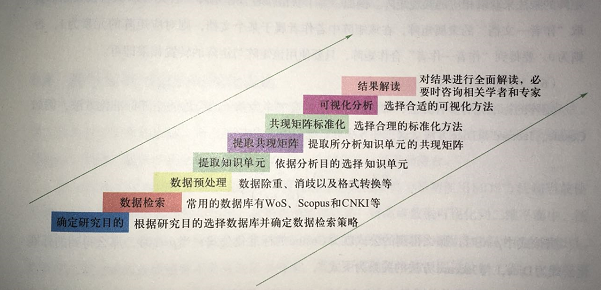 结果解读 对结果进行全面解读，必
要时咨询相关学者和专家
可视化分析 选择合适的可视化方法
共现矩阵标准化 选择合理的标准化方法
提取共现矩阵 提取所分析知识单元的共现矩阵
提取知识单元 依据分析目的选择知识单元
数据预处理 数据除重、消歧以及格式转换等
数据检索 常用的数据库有WoS、Scopus和CNKI等
确定研究目的 根据研究目的选择数据库并确定数据检索策略